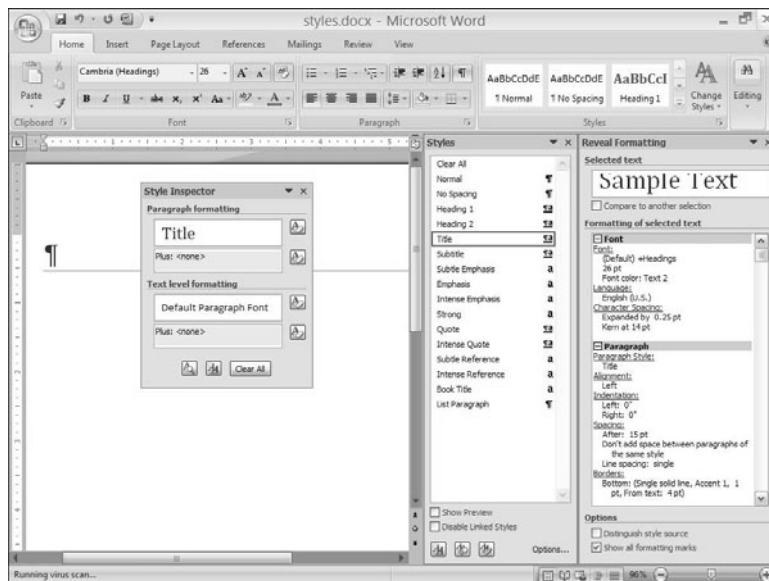 styles.docx - Microsoft Word
Home Insert Page Layout References Mailings Review View
Cambria (Headings) 26
Paste
B I U abc x, x² Aa A
AaBbCcDdE AaBbCcDdE AaBbCcI
¶ Normal ¶ No Spacing Heading 1
Change Styles
Editing
Clipboard Font Paragraph Styles
Style Inspector
Paragraph formatting
Title
Plus: <none>
Text level formatting
Default Paragraph Font
Plus: <none>
Clear All
¶
Styles
Clear All
Normal ¶
No Spacing ¶
Heading 1 ¶a
Heading 2 ¶a
Title ¶a
Subtitle ¶a
Subtle Emphasis a
Emphasis a
Intense Emphasis a
Strong a
Quote ¶a
Intense Quote ¶a
Subtle Reference a
Intense Reference a
Book Title a
List Paragraph ¶
Show Preview
Disable Linked Styles
Options...
Reveal Formatting
Selected text
Sample Text
Compare to another selection
Formatting of selected text
Font
Font:
(Default) +Headings
26 pt
Font color: Text 2
Language:
English (U.S.)
Character Spacing:
Expanded by 0.25 pt
Kern at 14 pt
Paragraph
Paragraph Style:
Title
Alignment:
Left
Indentation:
Left: 0"
Right: 0"
Spacing:
After: 15 pt
Don't add space between paragraphs of
the same style
Line spacing: single
Borders:
Bottom: (Single solid line, Accent 1, 1
pt, From text: 4 pt)
Options
Distinguish style source
Show all formatting marks
Running virus scan...
96%